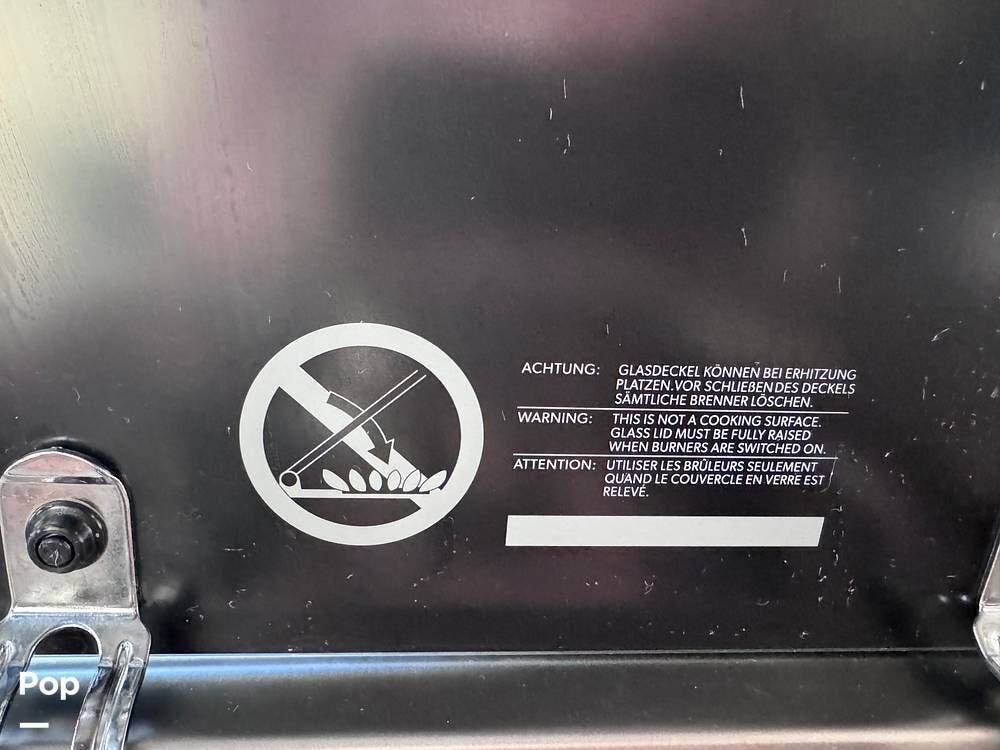 ACHTUNG: GLASDECKEL KÖNNEN BEI ERHITZUNG
PLATZEN.VOR SCHLIEßEN DES DECKELS
SÄMTLICHE BRENNER LÖSCHEN.
WARNING: THIS IS NOT A COOKING SURFACE.
GLASS LID MUST BE FULLY RAISED
WHEN BURNERS ARE SWITCHED ON.
ATTENTION: UTILISER LES BRÛLEURS SEULEMENT
QUAND LE COUVERCLE EN VERRE EST
RELEVÉ.
Pop